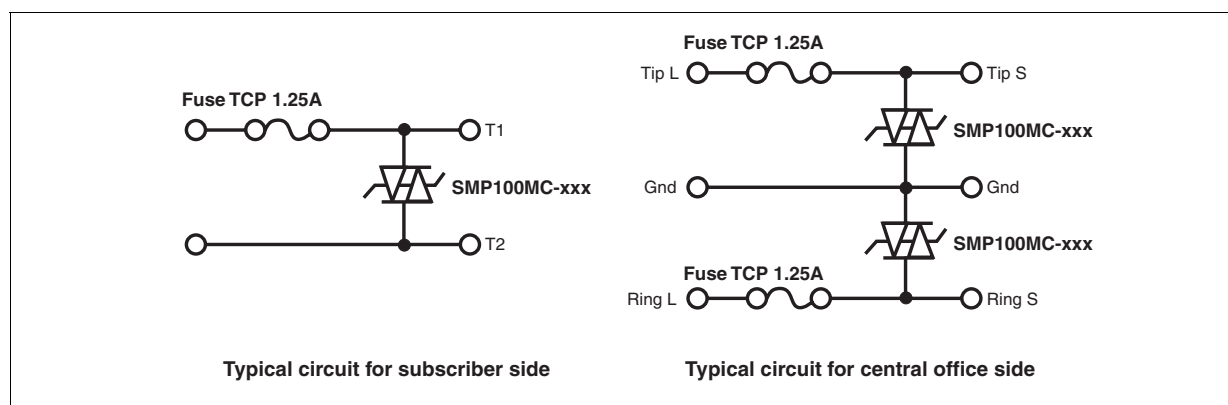 Fuse TCP 1.25A
T1
SMP100MC-xxx
T2
Typical circuit for subscriber side
Fuse TCP 1.25A
Tip L
Tip S
SMP100MC-xxx
Gnd
Gnd
SMP100MC-xxx
Fuse TCP 1.25A
Ring L
Ring S
Typical circuit for central office side